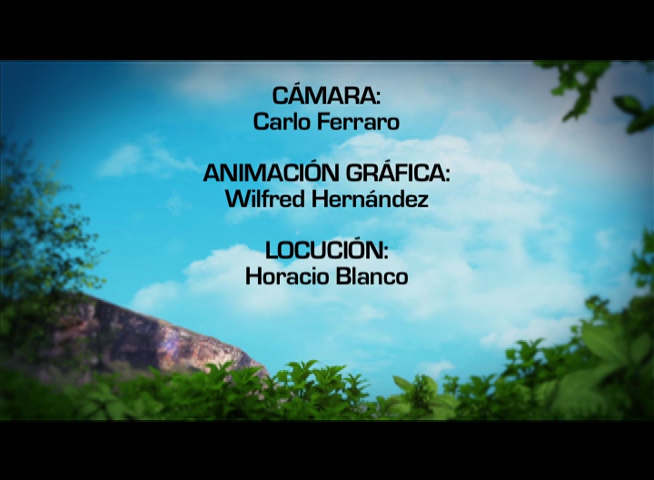 CÁMARA:
Carlo Ferraro
ANIMACIÓN GRÁFICA:
Wilfred Hernández
LOCUCIÓN:
Horacio Blanco